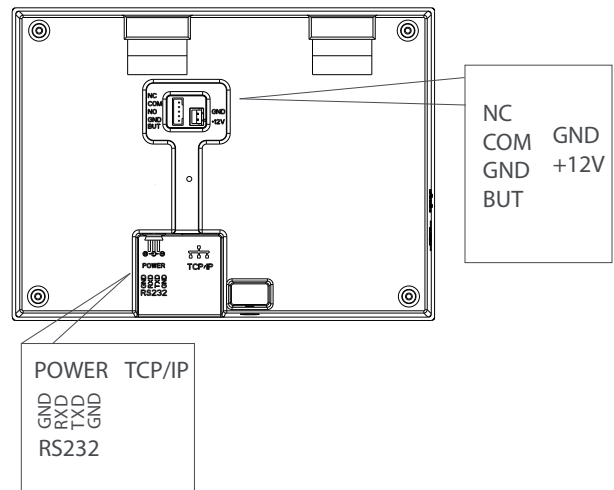 NC
COM
NO
GND
BUT
GND
+12V
POWER TCP/IP
GND
RXD
TXD
GND
RS232
NC
COM
GND
BUT
GND
+12V
POWER TCP/IP
GND
RXD
TXD
GND
RS232